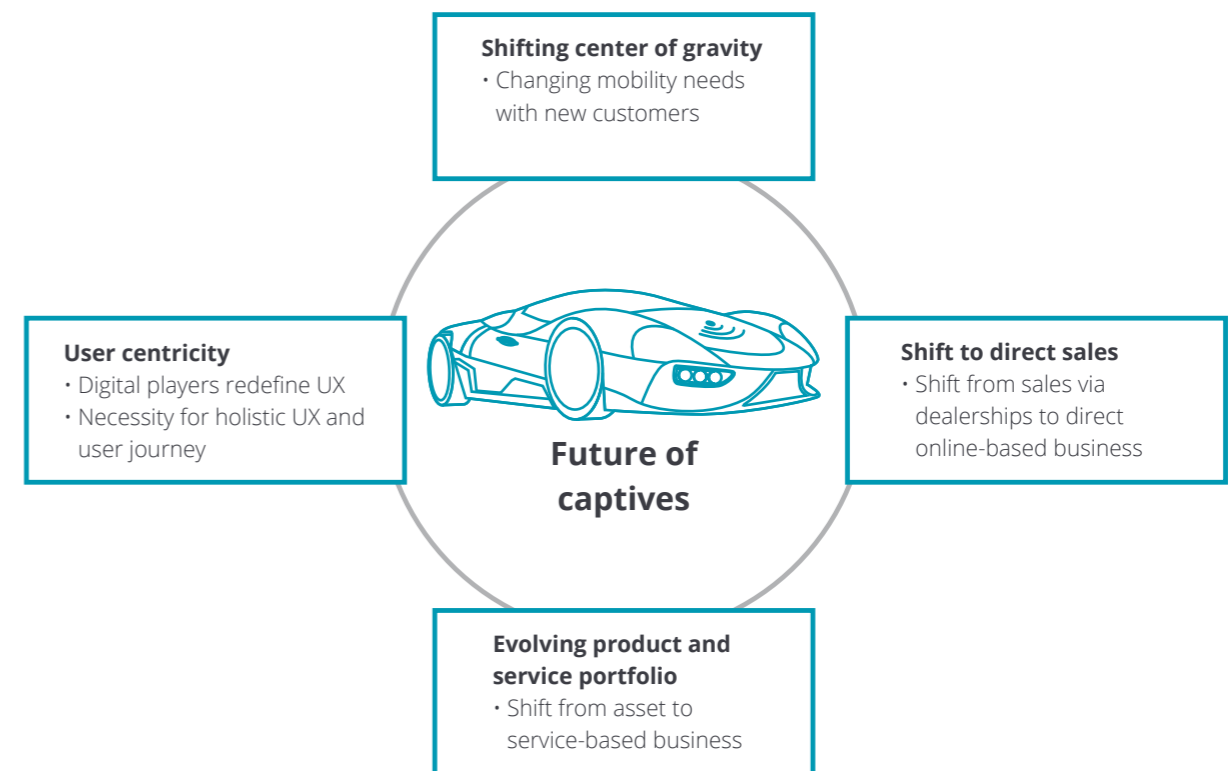 Shifting center of gravity
• Changing mobility needs
with new customers
User centricity
• Digital players redefine UX
• Necessity for holistic UX and
user journey
Future of
captives
Shift to direct sales
• Shift from sales via
dealerships to direct
online-based business
Evolving product and
service portfolio
• Shift from asset to
service-based business